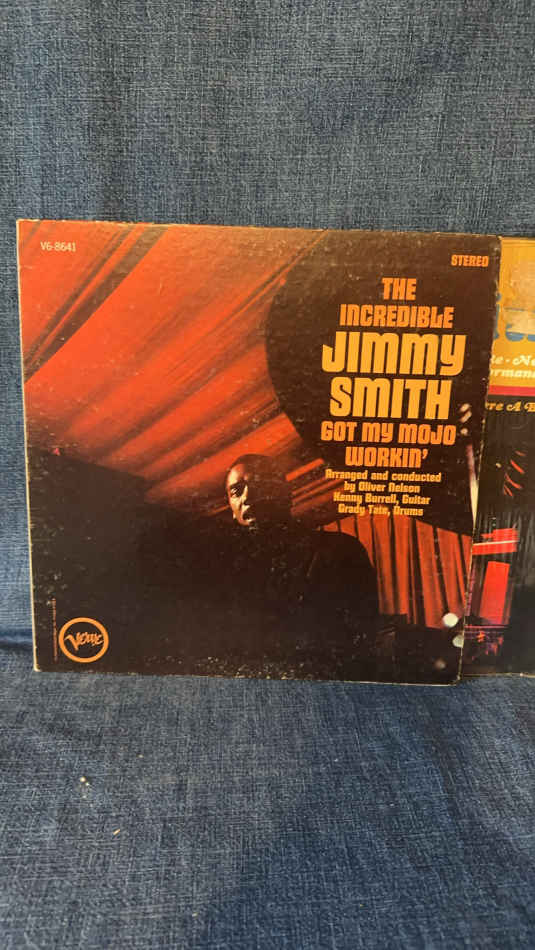 V6-8641
STEREO
THE
INCREDIBLE
JIMMY
SMITH
GOT MY MOJO
WORKIN'
Arranged and conducted
by Oliver Nelson
Kenny Burrell, Guitar
Grady Tate, Drums
Verve